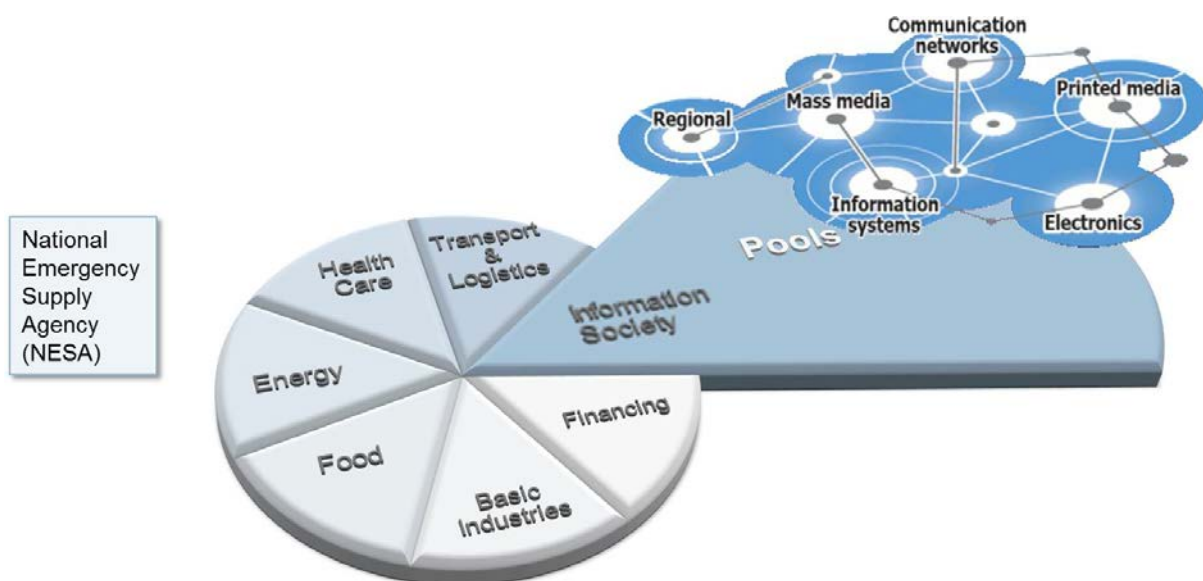 National
Emergency
Supply
Agency
(NESA)
Communication
networks
Printed media
Mass media
Regional
Information
systems
Electronics
Pools
Transport
&
Logistics
Health
Care
Information
Society
Energy
Financing
Food
Basic
Industries